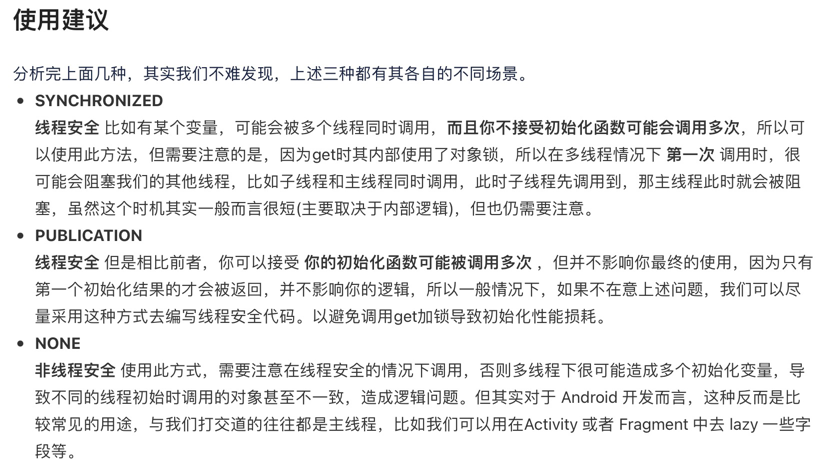 使用建议
分析完上面几种，其实我们不难发现，上述三种都有其各自的不同场景。
• SYNCHRONIZED
线程安全 比如有某个变量，可能会被多个线程同时调用，而且你不接受初始化函数可能会调用多次，所以可
以使用此方法，但需要注意的是，因为get时其内部使用了对象锁，所以在多线程情况下 第一次 调用时，很
可能会阻塞我们的其他线程，比如子线程和主线程同时调用，此时子线程先调用到，那主线程此时就会被阻
塞，虽然这个时机其实一般而言很短(主要取决于内部逻辑)，但也仍需要注意。
• PUBLICATION
线程安全 但是相比前者，你可以接受 你的初始化函数可能被调用多次 ，但并不影响你最终的使用，因为只有
第一个初始化结果的才会被返回，并不影响你的逻辑，所以一般情况下，如果不在意上述问题，我们可以尽
量采用这种方式去编写线程安全代码。以避免调用get加锁导致初始化性能损耗。
• NONE
非线程安全 使用此方式，需要注意在线程安全的情况下调用，否则多线程下很可能造成多个初始化变量，导
致不同的线程初始时调用的对象甚至不一致，造成逻辑问题。但其实对于 Android 开发而言，这种反而是比
较常见的用途，与我们打交道的往往都是主线程，比如我们可以用在Activity 或者 Fragment 中去 lazy 一些字
段等。